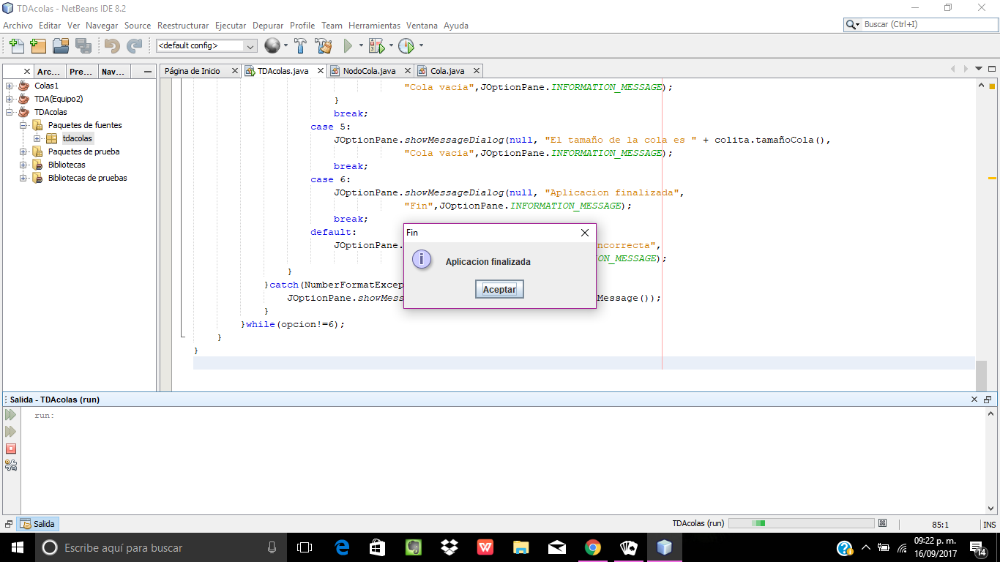 TDAcolas - NetBeans IDE 8.2
Archivo Editar Ver Navegar Source Reestructurar Ejecutar Depurar Profile Team Herramientas Ventana Ayuda
Buscar (Ctrl+I)
<default config>
Arc... Pre... Nav...
Página de Inicio TDAcolas.java NodoCola.java Cola.java
Colas1
TDA(Equipo2)
TDAcolas
Paquetes de fuentes
tdacolas
Paquetes de prueba
Bibliotecas
Bibliotecas de pruebas
"Cola vacia",JOptionPane.INFORMATION_MESSAGE);
}
break;
case 5:
JOptionPane.showMessageDialog(null, "El tamaño de la cola es " + colita.tamañoCola(),
"Cola vacia",JOptionPane.INFORMATION_MESSAGE);
break;
case 6:
JOptionPane.showMessageDialog(null, "Aplicacion finalizada",
"Fin",JOptionPane.INFORMATION_MESSAGE);
break;
default:
JOptionPane. ncorrecta",
ON_MESSAGE);
}
}catch(NumberFormatExcep
JOptionPane.showMess Message());
}
}while(opcion!=6);
}
}
Fin
Aplicacion finalizada
Aceptar
Salida - TDAcolas (run)
run:
Salida
TDAcolas (run)
85:1
INS
Escribe aquí para buscar
09:22 p. m.
16/09/2017
14